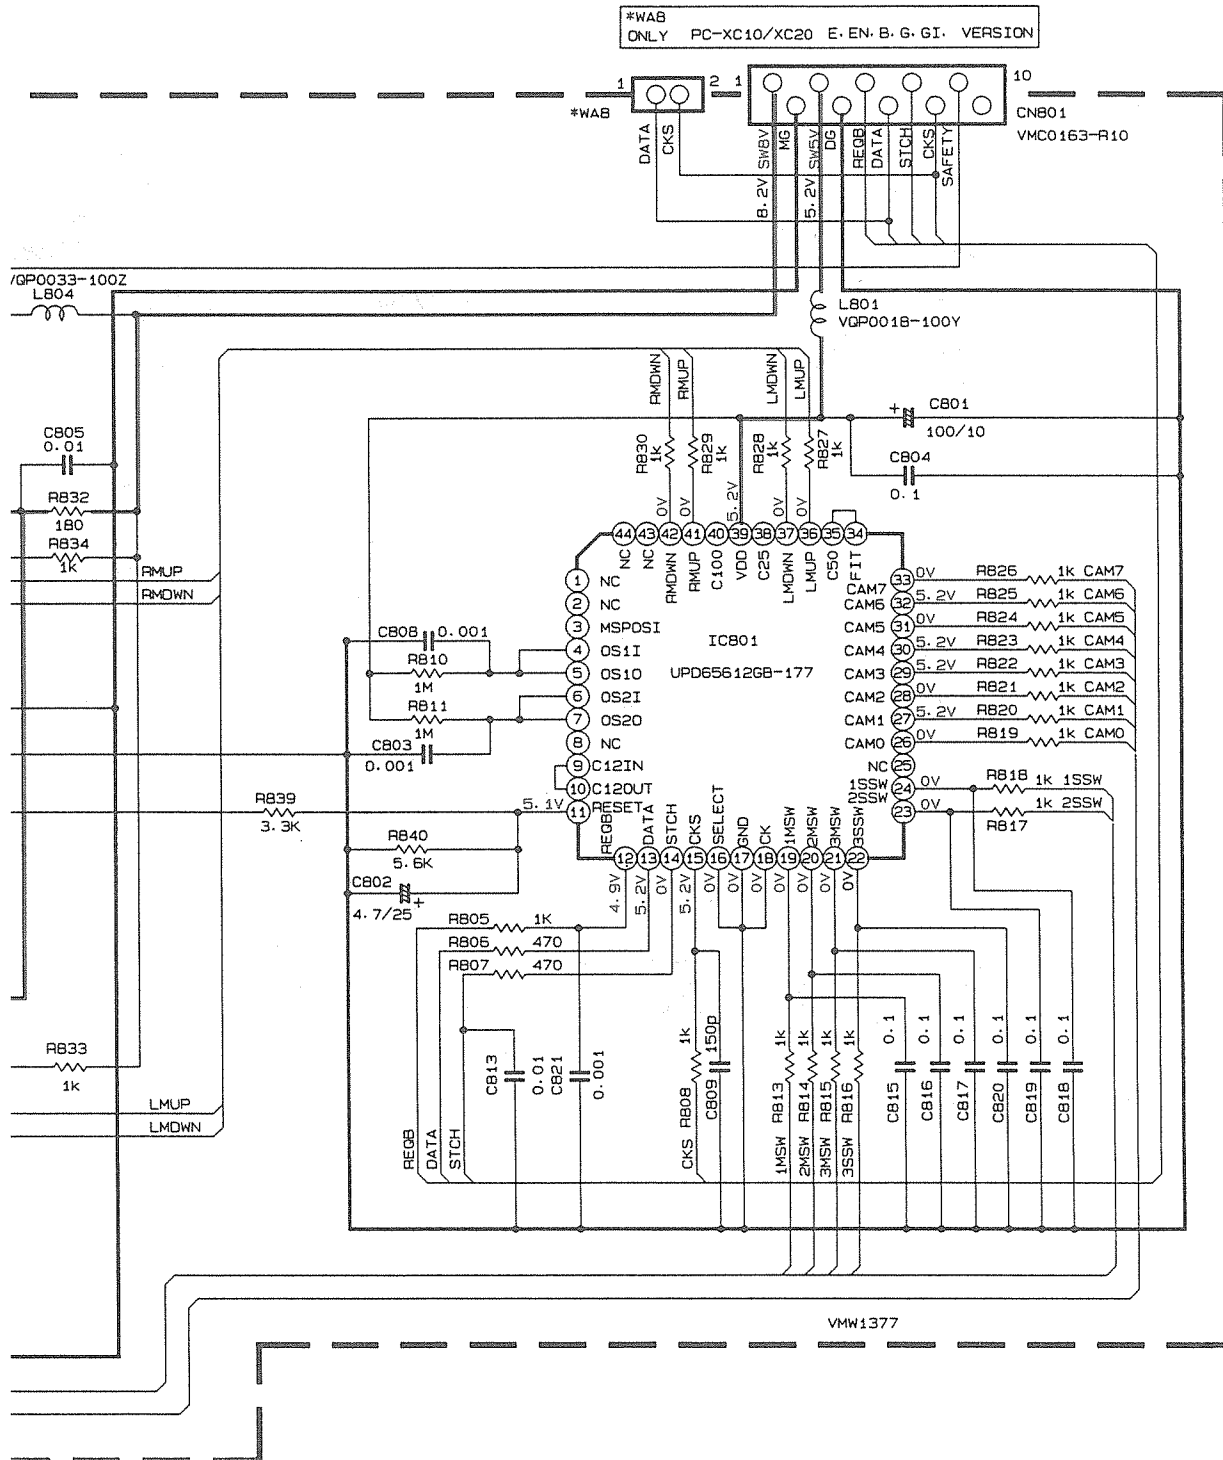 *WA8
ONLY PC-XC10/XC20 E. EN. B. G. GI. VERSION
1
2
1
10
*WA8
CN801
VMC0163-R10
DATA
CKS
8.2V SW8V
MG
5.2V SW5V
DG
REQB
DATA
STCH
CKS
SAFETY
VQP0033-100Z
L804
L801
VQP0018-100Y
RMDWN
RMUP
LMDWN
LMUP
C801
100/10
C804
0.1
C805
0.01
R832
180
R834
1k
RMUP
RMDWN
R830
1k
R829
1k
R828
1k
R827
1k
0V
0V
5.2V
0V
0V
44
43
42
41
40
39
38
37
36
35
34
NC
NC
RMDWN
RMUP
C100
VDD
C25
LMDWN
LMUP
C50
FIT
1 NC
2 NC
3 MSPOSI
4 OS1I
5 OS1O
6 OS2I
7 OS2O
8 NC
9 C12IN
10 C12OUT
5.1V 11 RESET
IC801
UPD65612GB-177
CAM7 33 0V R826 1k CAM7
CAM6 32 5.2V R825 1k CAM6
CAM5 31 0V R824 1k CAM5
CAM4 30 5.2V R823 1k CAM4
CAM3 29 5.2V R822 1k CAM3
CAM2 28 0V R821 1k CAM2
CAM1 27 5.2V R820 1k CAM1
CAM0 26 0V R819 1k CAM0
NC 25
1SSW 24 0V R818 1k 1SSW
2SSW 23 0V R817 1k 2SSW
C808 0.001
R810
1M
R811
1M
C803
0.001
R839
3.3K
R840
5.6K
C802
4.7/25
REQB
DATA
STCH
CKS
SELECT
GND
CK
1MSW
2MSW
3MSW
3SSW
12
13
14
15
16
17
18
19
20
21
22
4.9V
5.2V
0V
5.2V
0V
0V
0V
0V
0V
0V
0V
R805 1K
R806 470
R807 470
R833
1k
LMUP
LMDWN
REQB
DATA
STCH
C813
0.01
C821
0.001
CKS R808 1k
C809 150p
1MSW R813 1k
2MSW R814 1k
3MSW R815 1k
3SSW R816 1k
C815 0.1
C816 0.1
C817 0.1
C820 0.1
C819 0.1
C818 0.1
VMW1377